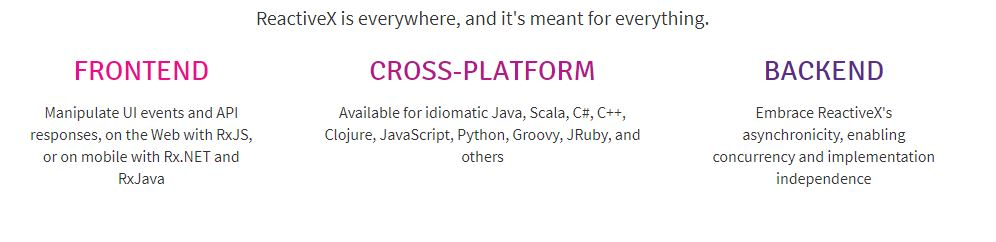 ReactiveX is everywhere, and it's meant for everything.
FRONTEND
Manipulate UI events and API
responses, on the Web with RxJS,
or on mobile with Rx.NET and
RxJava
CROSS-PLATFORM
Available for idiomatic Java, Scala, C#, C++,
Clojure, JavaScript, Python, Groovy, JRuby, and
others
BACKEND
Embrace ReactiveX's
asynchronicity, enabling
concurrency and implementation
independence